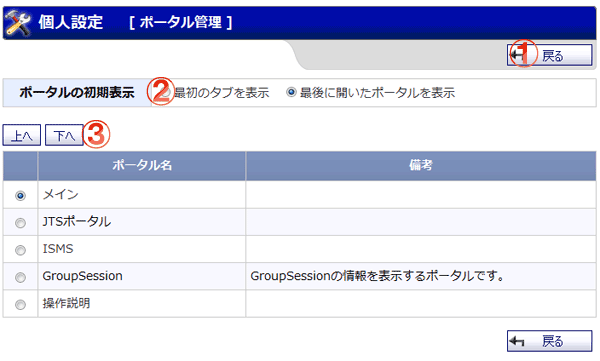 個人設定 [ ポータル管理 ]
① 戻る
ポータルの初期表示 ② 最初のタブを表示 最後に開いたポータルを表示
上へ 下へ ③
ポータル名 備考
メイン
JTSポータル
ISMS
GroupSession GroupSessionの情報を表示するポータルです。
操作説明
戻る